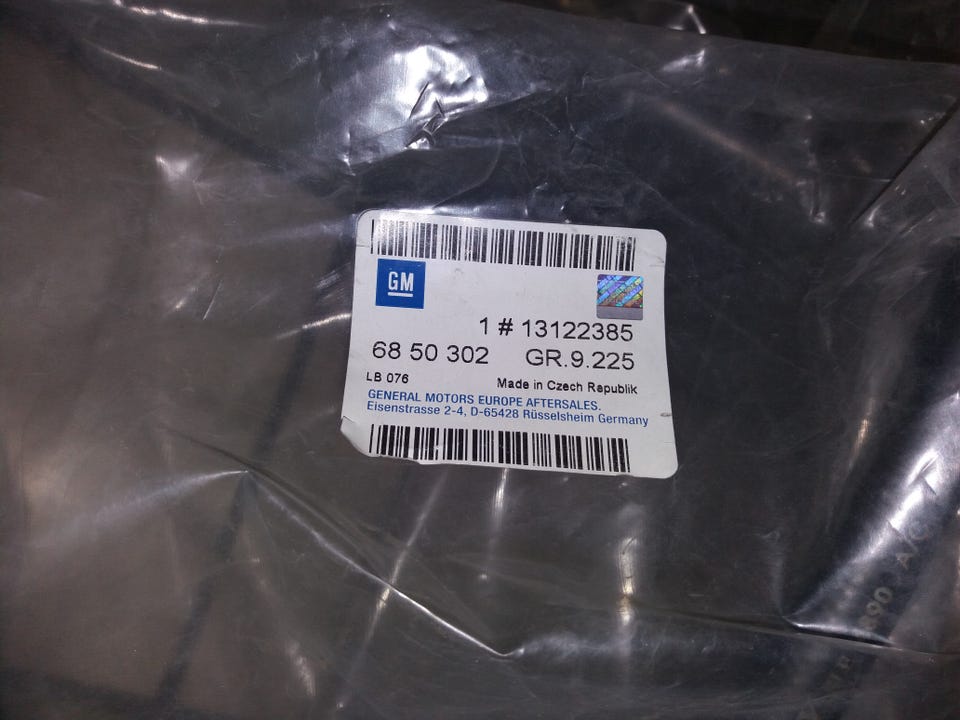 GM
1 # 13122385
68 50 302 GR.9.225
LB 076 Made in Czech Republik
GENERAL MOTORS EUROPE AFTERSALES.
Eisenstrasse 2-4, D-65428 Rüsselsheim Germany